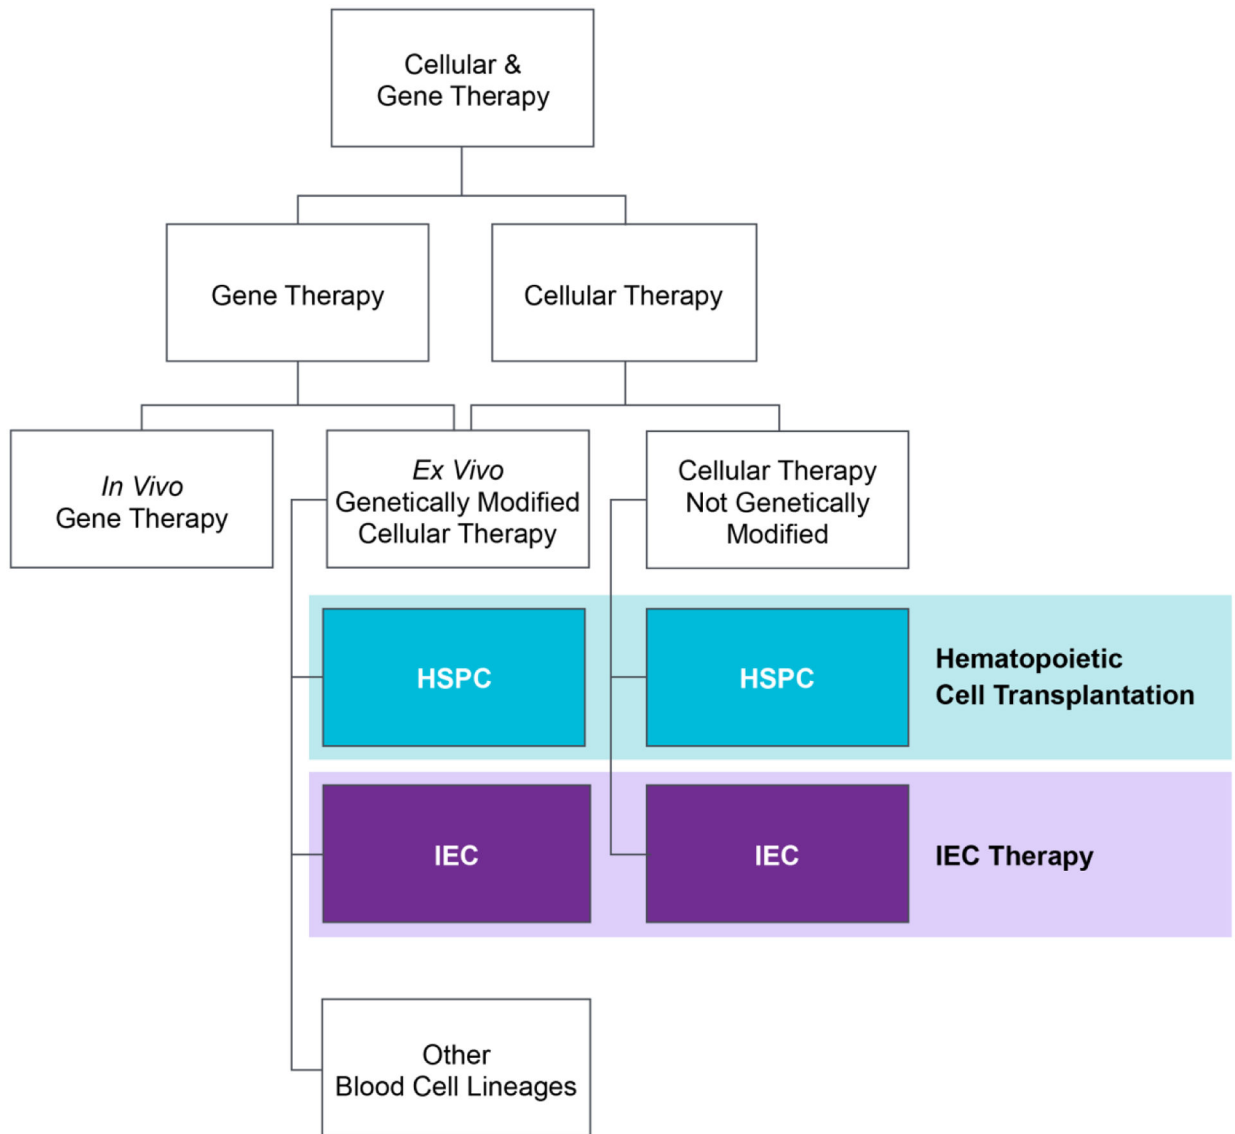 Cellular &
Gene Therapy
Gene Therapy
Cellular Therapy
In Vivo
Gene Therapy
Ex Vivo
Genetically Modified
Cellular Therapy
Cellular Therapy
Not Genetically
Modified
HSPC
HSPC
Hematopoietic
Cell Transplantation
IEC
IEC
IEC Therapy
Other
Blood Cell Lineages